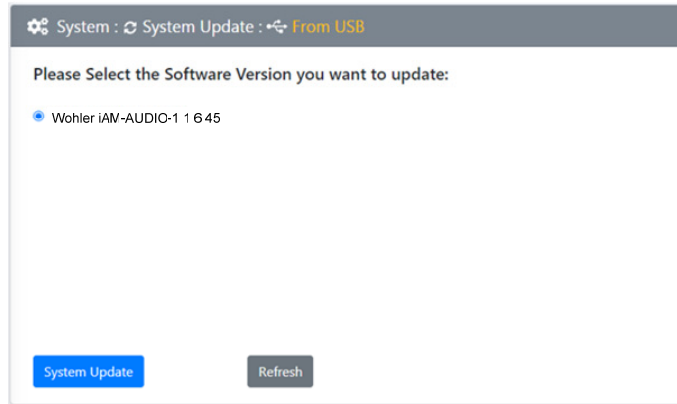 System : System Update : From USB
Please Select the Software Version you want to update:
Wohler iAM-AUDIO-1 1 6 45
System Update
Refresh